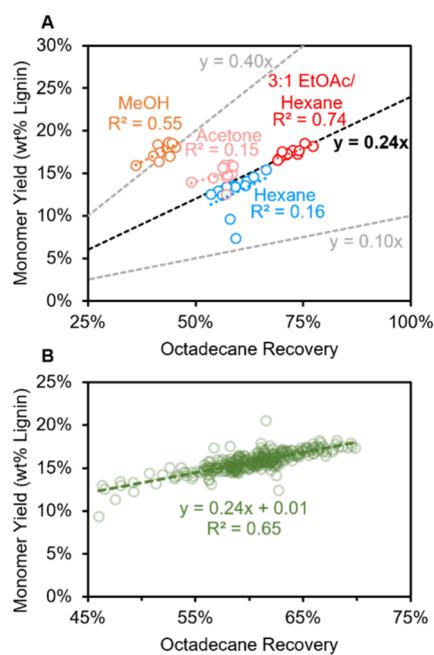 A
30%
25%
20%
15%
10%
5%
0%
Monomer Yield (wt% Lignin)
y = 0.40x
3:1 EtOAc/
Hexane
R² = 0.74
MeOH
R² = 0.55
Acetone
R² = 0.15
y = 0.24x
Hexane
R² = 0.16
y = 0.10x
25%
50%
75%
100%
Octadecane Recovery
B
25%
20%
15%
10%
5%
0%
Monomer Yield (wt% Lignin)
y = 0.24x + 0.01
R² = 0.65
45%
55%
65%
75%
Octadecane Recovery